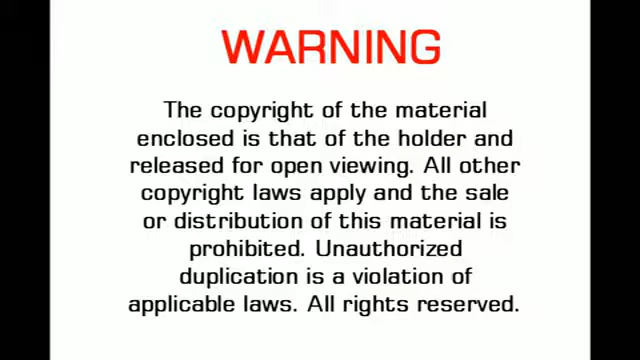 WARNING
The copyright of the material
enclosed is that of the holder and
released for open viewing. All other
copyright laws apply and the sale
or distribution of this material is
prohibited. Unauthorized
duplication is a violation of
applicable laws. All rights reserved.